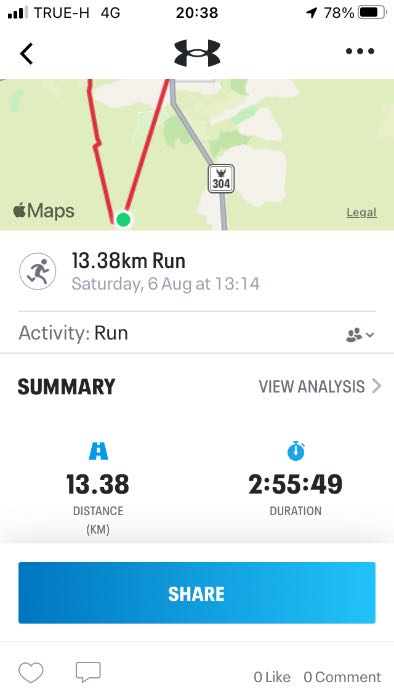 TRUE-H 4G 20:38 78%
304
Maps
Legal
13.38km Run
Saturday, 6 Aug at 13:14
Activity: Run
SUMMARY VIEW ANALYSIS
13.38 2:55:49
DISTANCE DURATION
(KM)
SHARE
0 Like 0 Comment